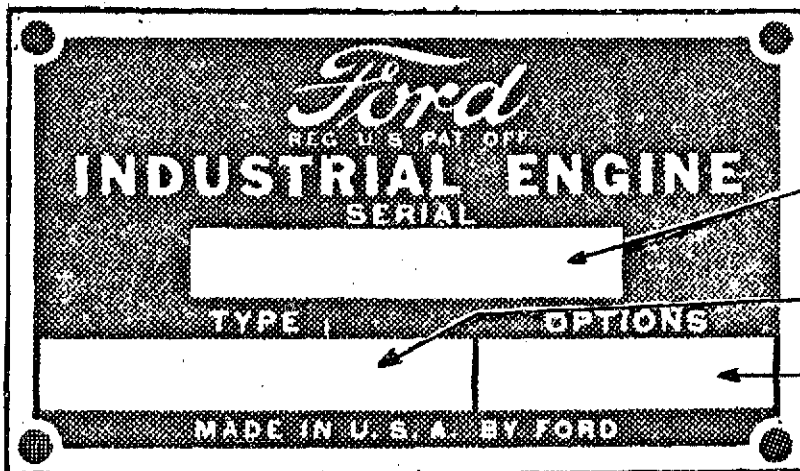 Ford
REG. U.S. PAT. OFF.
INDUSTRIAL ENGINE
SERIAL
TYPE OPTIONS
MADE IN U.S.A. BY FORD